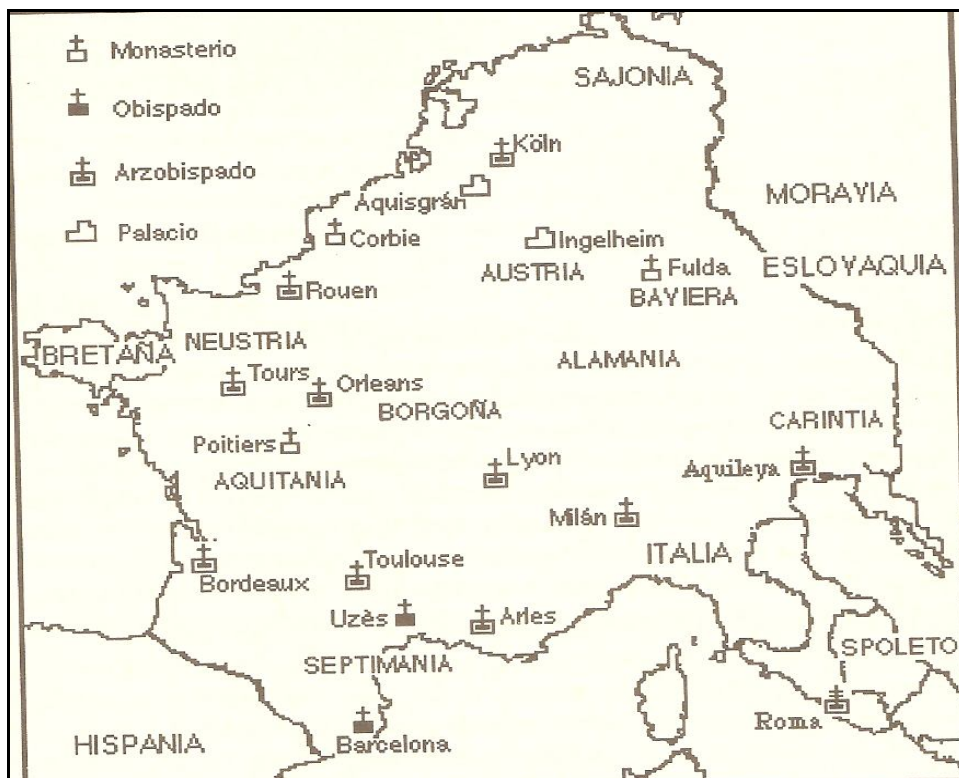 Monasterio
Obispado
Arzobispado
Palacio
SAJONIA
Köln
Aquisgrán
MORAVIA
Corbie
Ingelheim
AUSTRIA
Fulda
ESLOVAQUIA
BAVIERA
Rouen
NEUSTRIA
BRETAÑA
ALAMANIA
Tours
Orleans
BORGOÑA
CARINTIA
Poitiers
Lyon
Aquileya
AQUITANIA
Milán
ITALIA
Toulouse
Bordeaux
Uzès
Arles
SPOLETO
SEPTIMANIA
Roma
HISPANIA
Barcelona